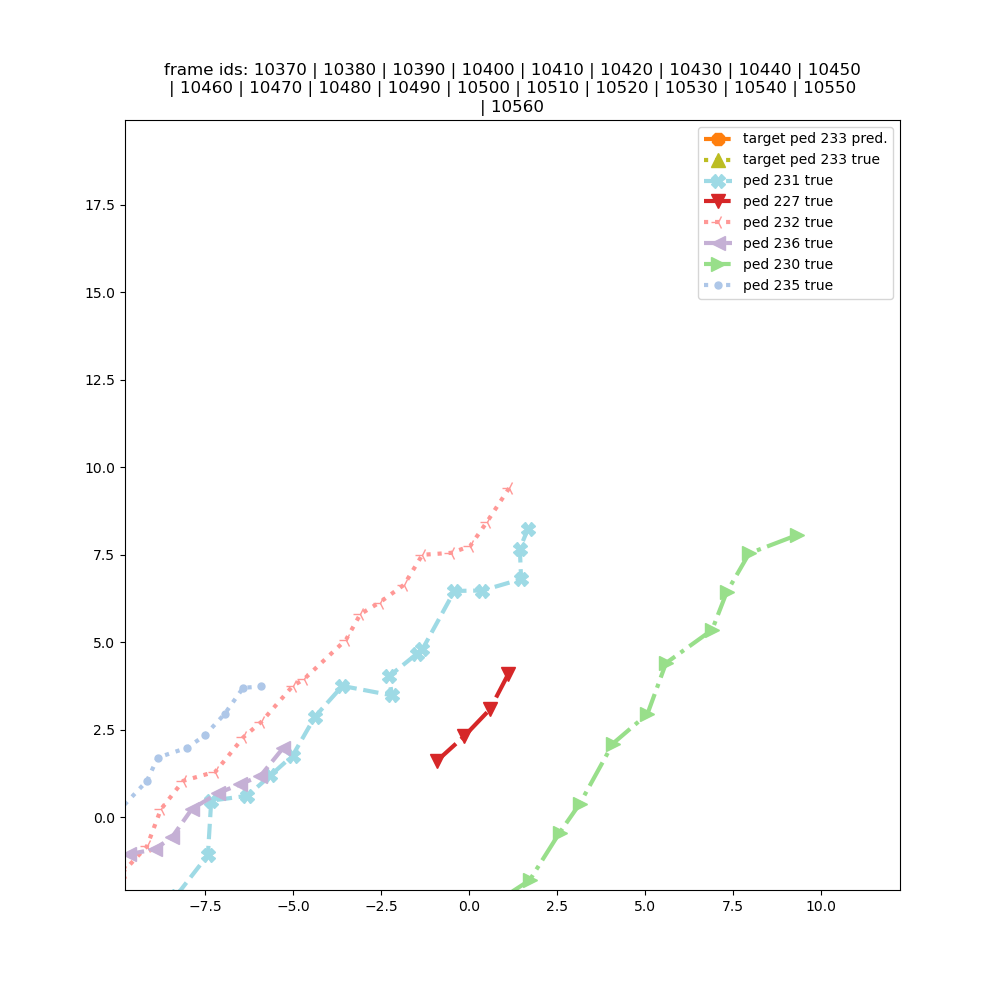 frame ids: 10370 | 10380 | 10390 | 10400 | 10410 | 10420 | 10430 | 10440 | 10450
| 10460 | 10470 | 10480 | 10490 | 10500 | 10510 | 10520 | 10530 | 10540 | 10550
| 10560
target ped 233 pred.
target ped 233 true
ped 231 true
ped 227 true
ped 232 true
ped 236 true
ped 230 true
ped 235 true
17.5
15.0
12.5
10.0
7.5
5.0
2.5
0.0
−7.5 −5.0 −2.5 0.0 2.5 5.0 7.5 10.0